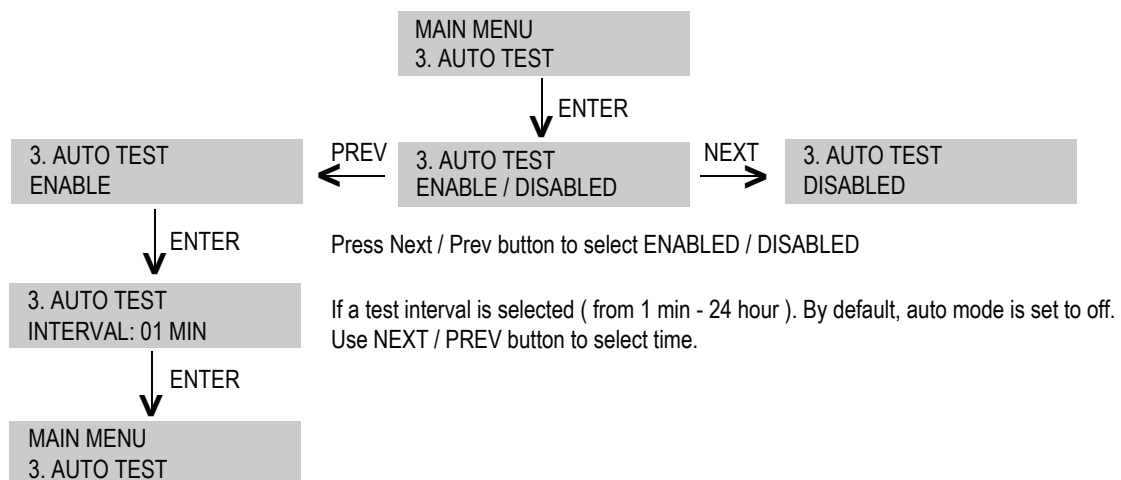 MAIN MENU
3. AUTO TEST
ENTER
3. AUTO TEST
ENABLE
PREV
3. AUTO TEST
ENABLE / DISABLED
NEXT
3. AUTO TEST
DISABLED
ENTER
Press Next / Prev button to select ENABLED / DISABLED
3. AUTO TEST
INTERVAL: 01 MIN
If a test interval is selected ( from 1 min - 24 hour ). By default, auto mode is set to off.
Use NEXT / PREV button to select time.
ENTER
MAIN MENU
3. AUTO TEST